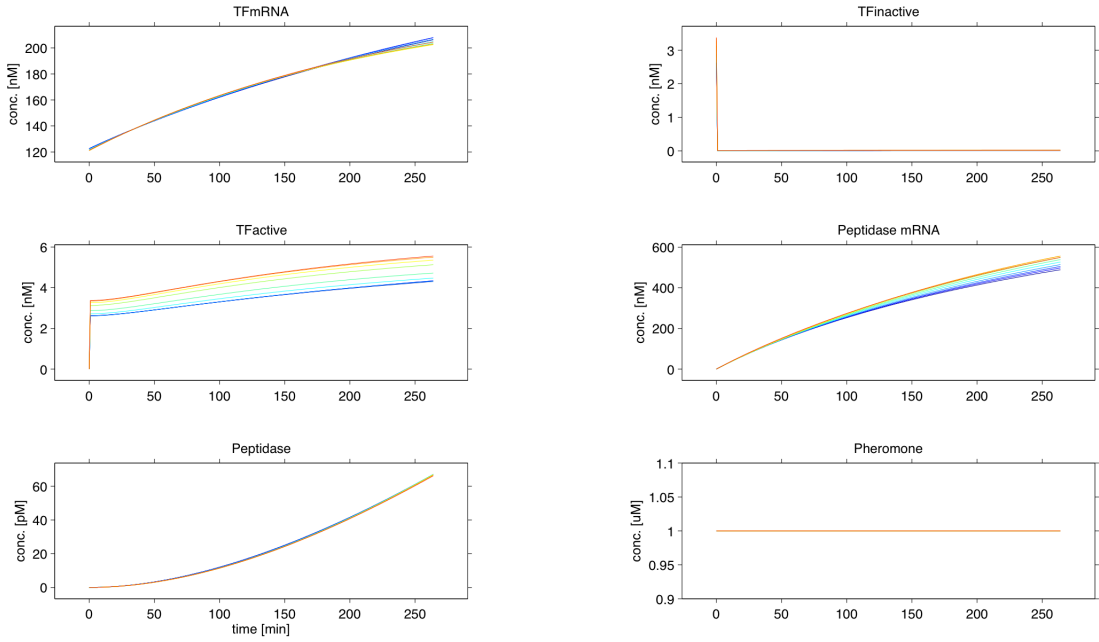 TFmRNA
conc. [nM]
200
180
160
140
120
0 50 100 150 200 250
TFinactive
conc. [nM]
3
2
1
0
0 50 100 150 200 250
TFactive
conc. [nM]
6
4
2
0
0 50 100 150 200 250
Peptidase mRNA
conc. [nM]
600
400
200
0
0 50 100 150 200 250
Peptidase
conc. [pM]
60
40
20
0
0 50 100 150 200 250
time [min]
Pheromone
conc. [uM]
1.1
1.05
1
0.95
0.9
0 50 100 150 200 250